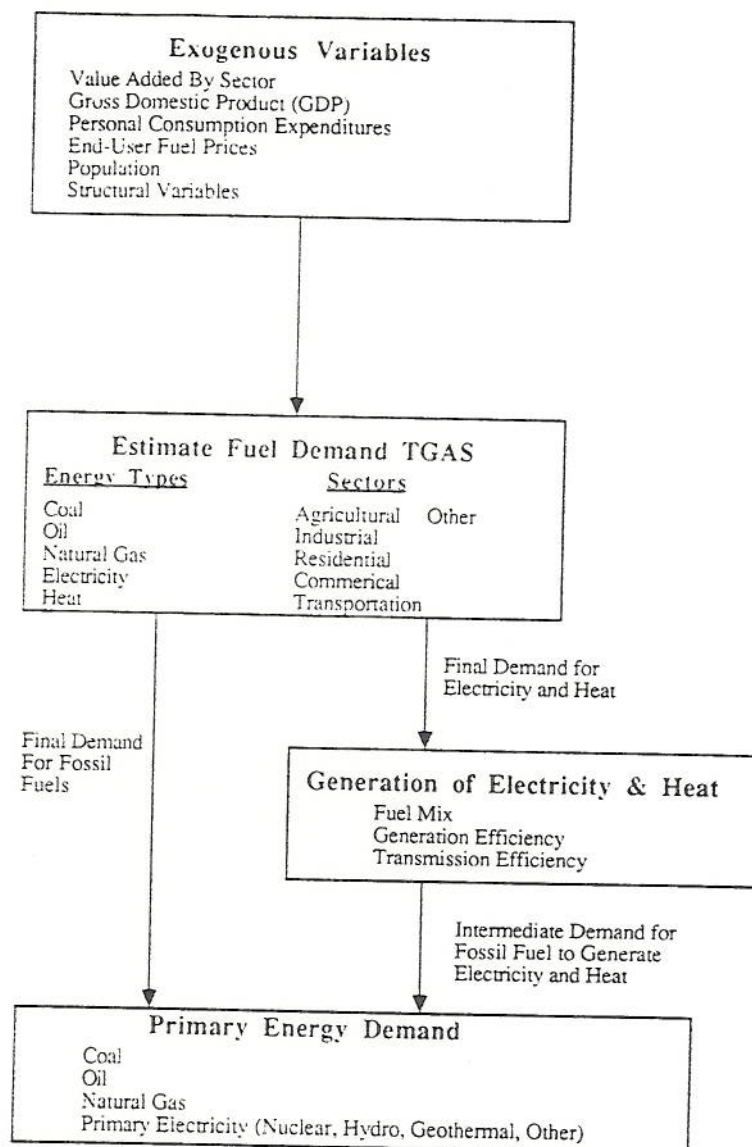 Exogenous Variables
Value Added By Sector
Gross Domestic Product (GDP)
Personal Consumption Expenditures
End-User Fuel Prices
Population
Structural Variables
Estimate Fuel Demand TGAS
Energy Types
Coal
Oil
Natural Gas
Electricity
Heat
Sectors
Agricultural Other
Industrial
Residential
Commerical
Transportation
Final Demand
For Fossil
Fuels
Final Demand for
Electricity and Heat
Generation of Electricity & Heat
Fuel Mix
Generation Efficiency
Transmission Efficiency
Intermediate Demand for
Fossil Fuel to Generate
Electricity and Heat
Primary Energy Demand
Coal
Oil
Natural Gas
Primary Electricity (Nuclear, Hydro, Geothermal, Other)